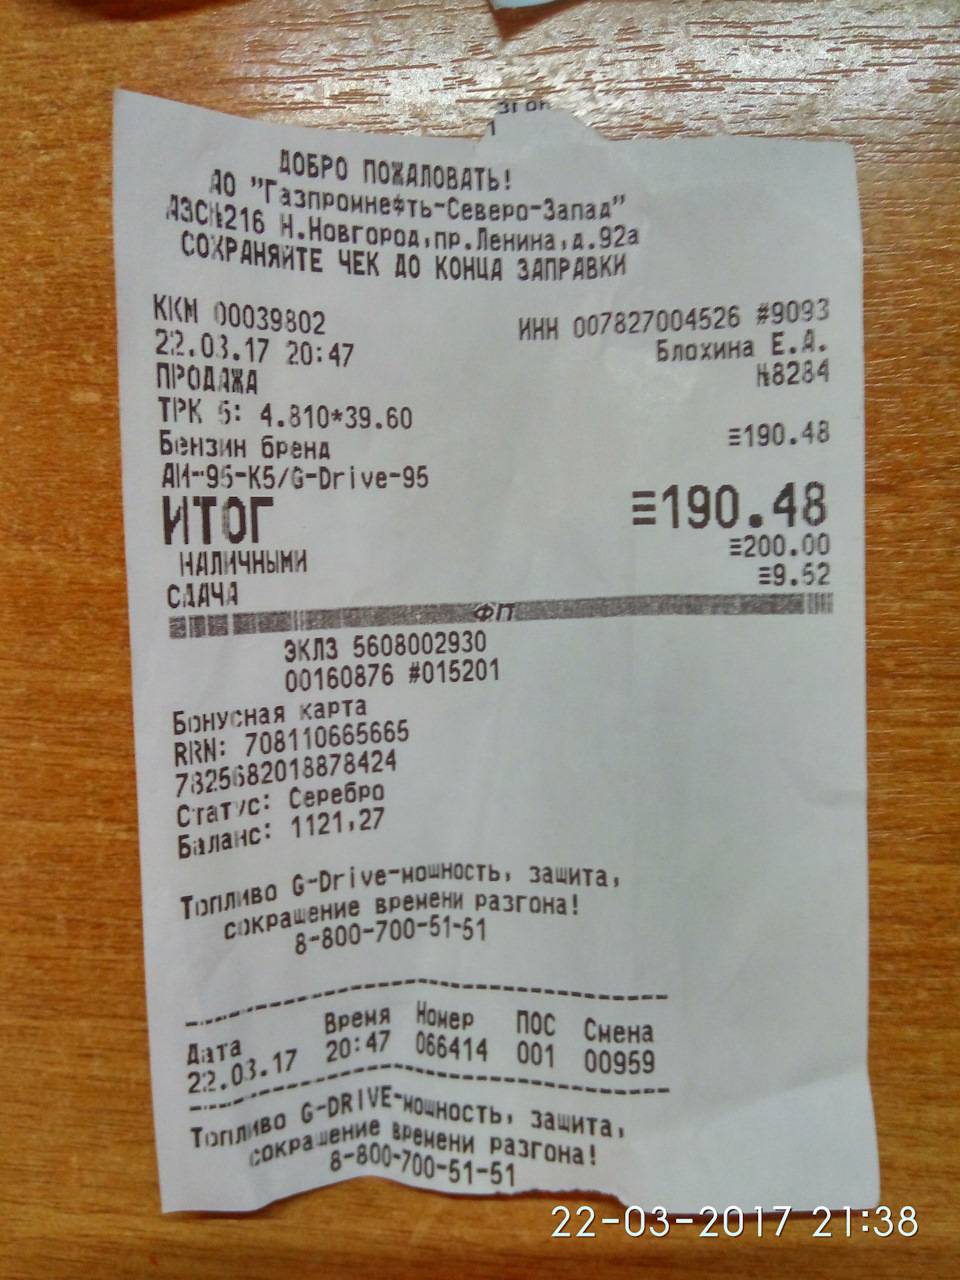 1
ДОБРО ПОЖАЛОВАТЬ!
АО "Газпромнефть-Северо-Запад"
АЗС№216 Н.Новгород,пр.Ленина,д.92а
СОХРАНЯЙТЕ ЧЕК ДО КОНЦА ЗАПРАВКИ
ККМ 00039802 ИНН 007827004526 #9093
22.03.17 20:47 Блохина Е.А.
ПРОДАЖА №8284
ТРК 5: 4.810*39.60
Бензин бренд ≡190.48
АИ-95-К5/G-Drive-95
ИТОГ ≡190.48
НАЛИЧНЫМИ ≡200.00
СДАЧА ≡9.52
ФП
ЭКЛЗ 5608002930
00160876 #015201
Бонусная карта
RRN: 708110665665
7825682018878424
Статус: Серебро
Баланс: 1121,27
Топливо G-Drive-мощность, защита,
сокращение времени разгона!
8-800-700-51-51
Дата Время Номер ПОС Смена
22.03.17 20:47 066414 001 00959
Топливо G-DRIVE-мощность, защита,
сокращение времени разгона!
8-800-700-51-51
22-03-2017 21:38